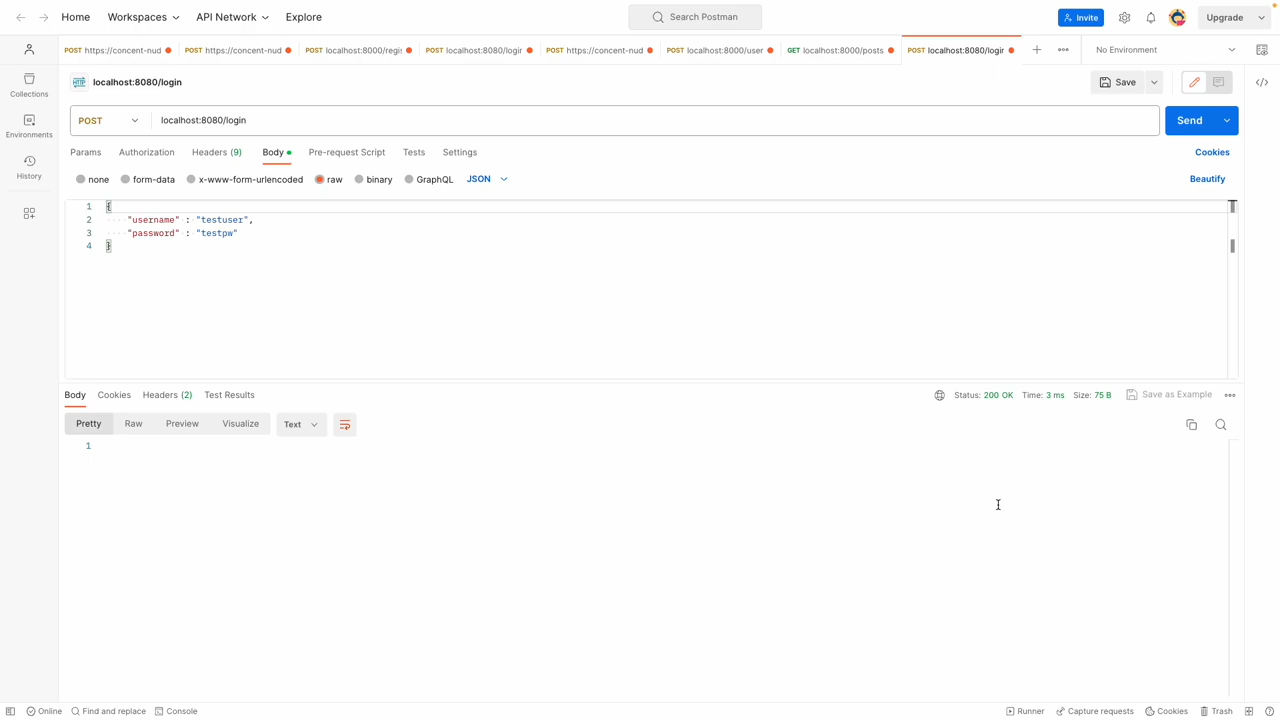 Home Workspaces API Network Explore Search Postman Invite Upgrade
POST https://concent-nud POST https://concent-nud POST localhost:8000/regis POST localhost:8080/login POST https://concent-nud POST localhost:8000/user GET localhost:8000/posts POST localhost:8080/login No Environment
HTTP localhost:8080/login Save
Collections
POST localhost:8080/login Send
Environments
Params Authorization Headers (9) Body Pre-request Script Tests Settings Cookies
History
none form-data x-www-form-urlencoded raw binary GraphQL JSON Beautify
1 {
2 "username" : "testuser",
3 "password" : "testpw"
4 }
Body Cookies Headers (2) Test Results Status: 200 OK Time: 3 ms Size: 75 B Save as Example
Pretty Raw Preview Visualize Text
1
Online Find and replace Console Runner Capture requests Cookies Trash